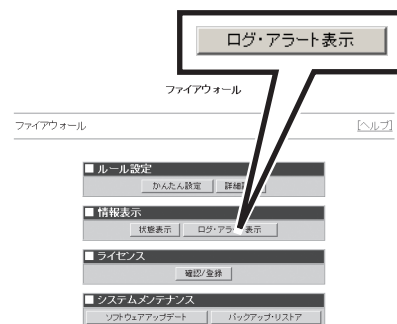 ログ・アラート表示
ファイアウォール
ファイアウォール [ヘルプ]
■ ルール設定
かんたん設定 詳細
■ 情報表示
状態表示 ログ・アラ 表示
■ ライセンス
確認/登録
■ システムメンテナンス
ソフトウェアアップデート バックアップ・リストア